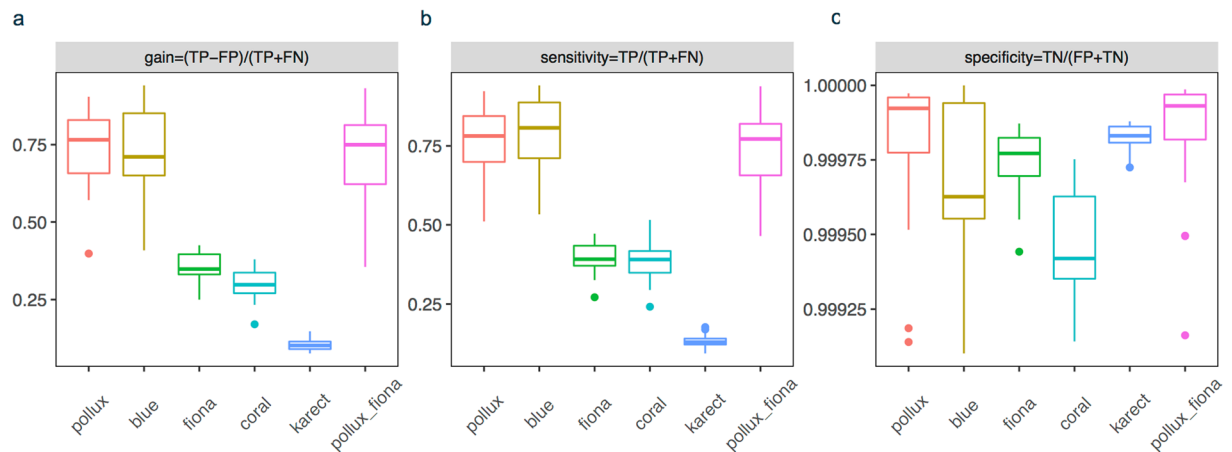 a
gain=(TP−FP)/(TP+FN)
0.75
0.50
0.25
pollux
blue
fiona
coral
karect
pollux_fiona
b
sensitivity=TP/(TP+FN)
0.75
0.50
0.25
pollux
blue
fiona
coral
karect
pollux_fiona
c
specificity=TN/(FP+TN)
1.00000
0.99975
0.99950
0.99925
pollux
blue
fiona
coral
karect
pollux_fiona